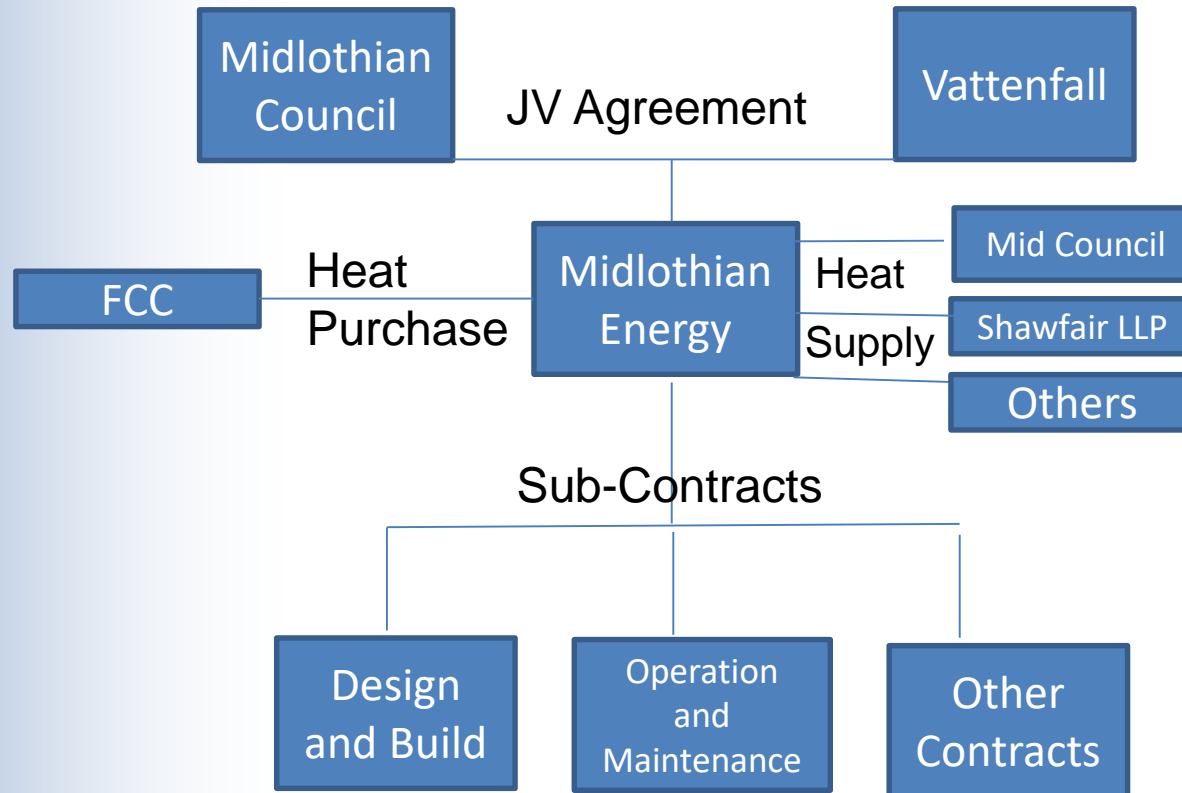 Midlothian
Council
JV Agreement
Vattenfall
FCC
Heat
Purchase
Midlothian
Energy
Heat
Supply
Mid Council
Shawfair LLP
Others
Sub-Contracts
Design
and Build
Operation
and
Maintenance
Other
Contracts